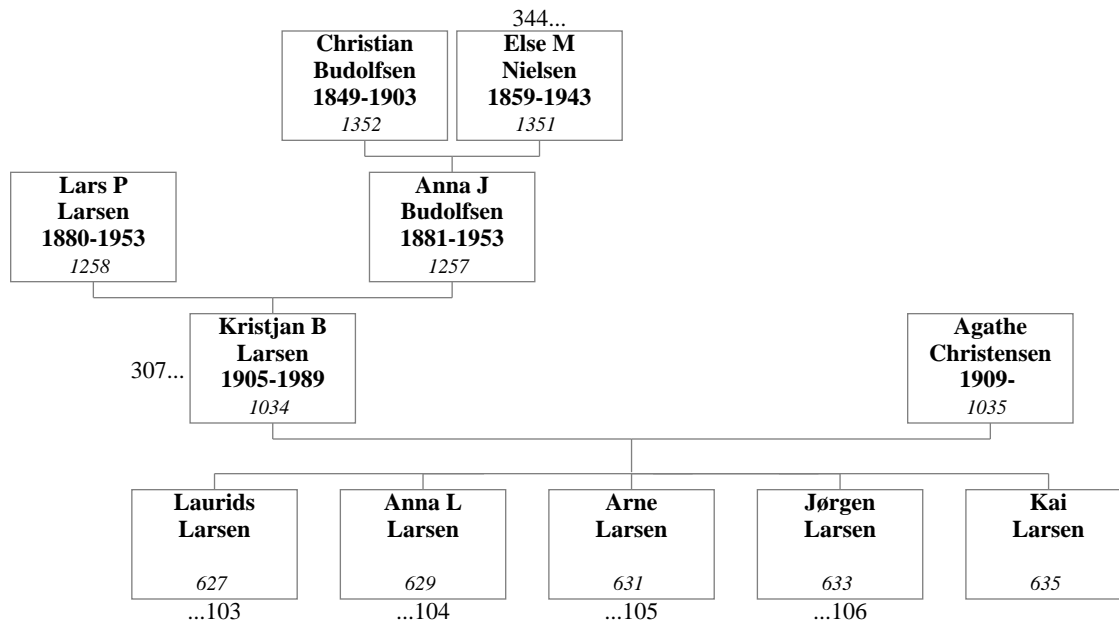 344...
Christian
Budolfsen
1849-1903
1352
Else M
Nielsen
1859-1943
1351
Lars P
Larsen
1880-1953
1258
Anna J
Budolfsen
1881-1953
1257
307...
Kristjan B
Larsen
1905-1989
1034
Agathe
Christensen
1909-
1035
Laurids
Larsen
627
...103
Anna L
Larsen
629
...104
Arne
Larsen
631
...105
Jørgen
Larsen
633
...106
Kai
Larsen
635